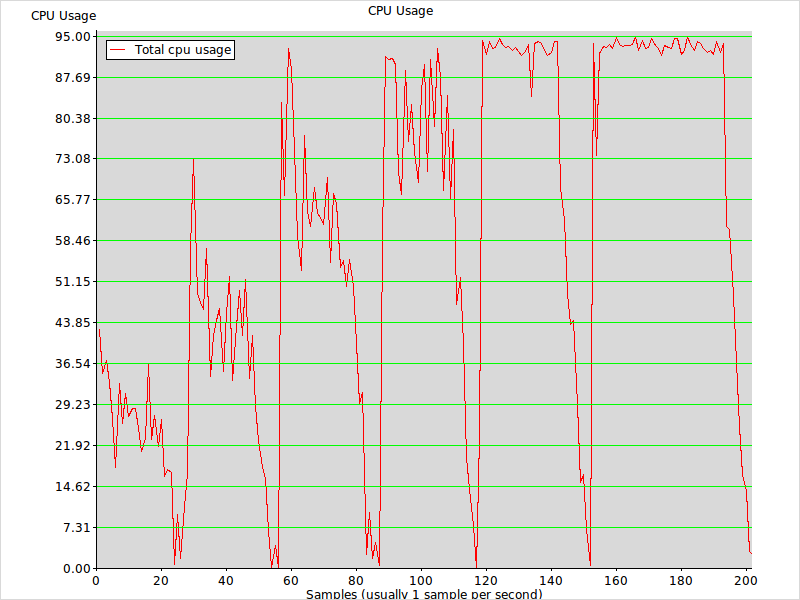 CPU Usage
CPU Usage
95.00
Total cpu usage
87.69
80.38
73.08
65.77
58.46
51.15
43.85
36.54
29.23
21.92
14.62
7.31
0.00
0 20 40 60 80 100 120 140 160 180 200
Samples (usually 1 sample per second)